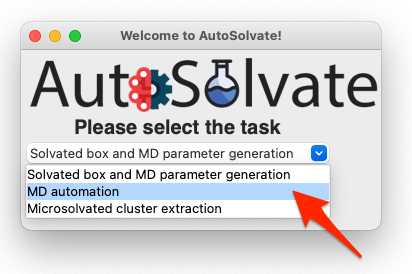 Welcome to AutoSolvate!
AutoSolvate
Please select the task
Solvated box and MD parameter generation
Solvated box and MD parameter generation
MD automation
Microsolvated cluster extraction